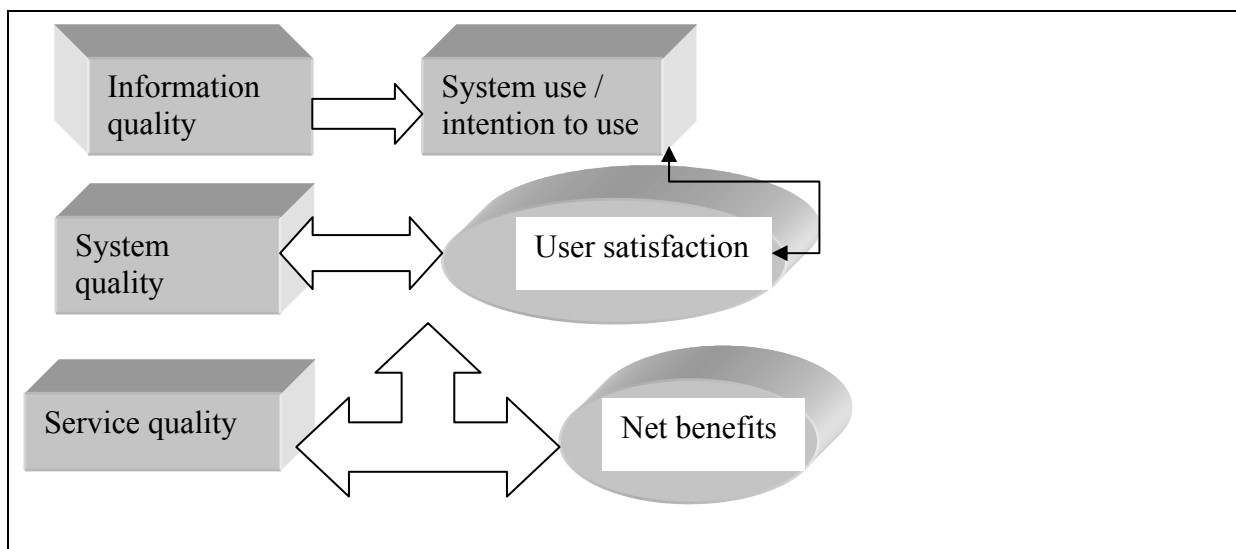 Information
quality
System use /
intention to use
System
quality
User satisfaction
Service quality
Net benefits